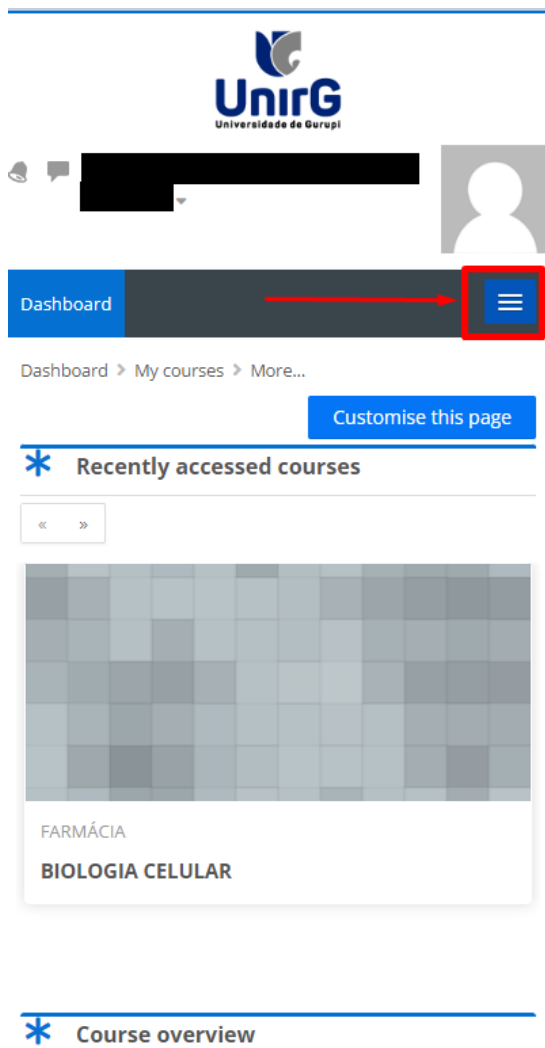 UnirG
Universidade de Gurupi
Dashboard
Dashboard > My courses > More...
Customise this page
Recently accessed courses
« »
FARMÁCIA
BIOLOGIA CELULAR
Course overview